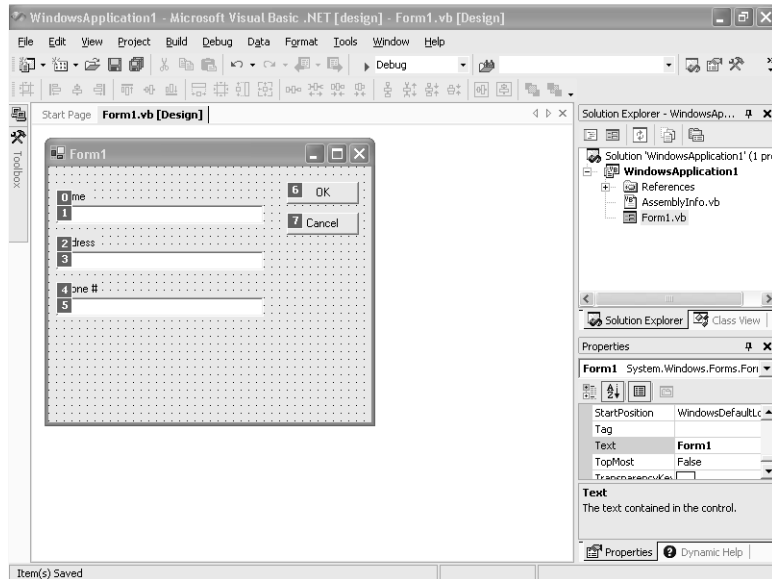 WindowsApplication1 - Microsoft Visual Basic .NET [design] - Form1.vb [Design]
File Edit View Project Build Debug Data Format Tools Window Help
Debug
Start Page Form1.vb [Design]
Toolbox
Form1
0 me
1
2 dress
3
4 one #
5
6 OK
7 Cancel
Solution Explorer - WindowsAp...
Solution 'WindowsApplication1' (1 pr
WindowsApplication1
References
AssemblyInfo.vb
Form1.vb
Solution Explorer Class View
Properties
Form1 System.Windows.Forms.For
StartPosition WindowsDefaultLo
Tag
Text Form1
TopMost False
TransparencyKey
Text
The text contained in the control.
Properties Dynamic Help
Item(s) Saved